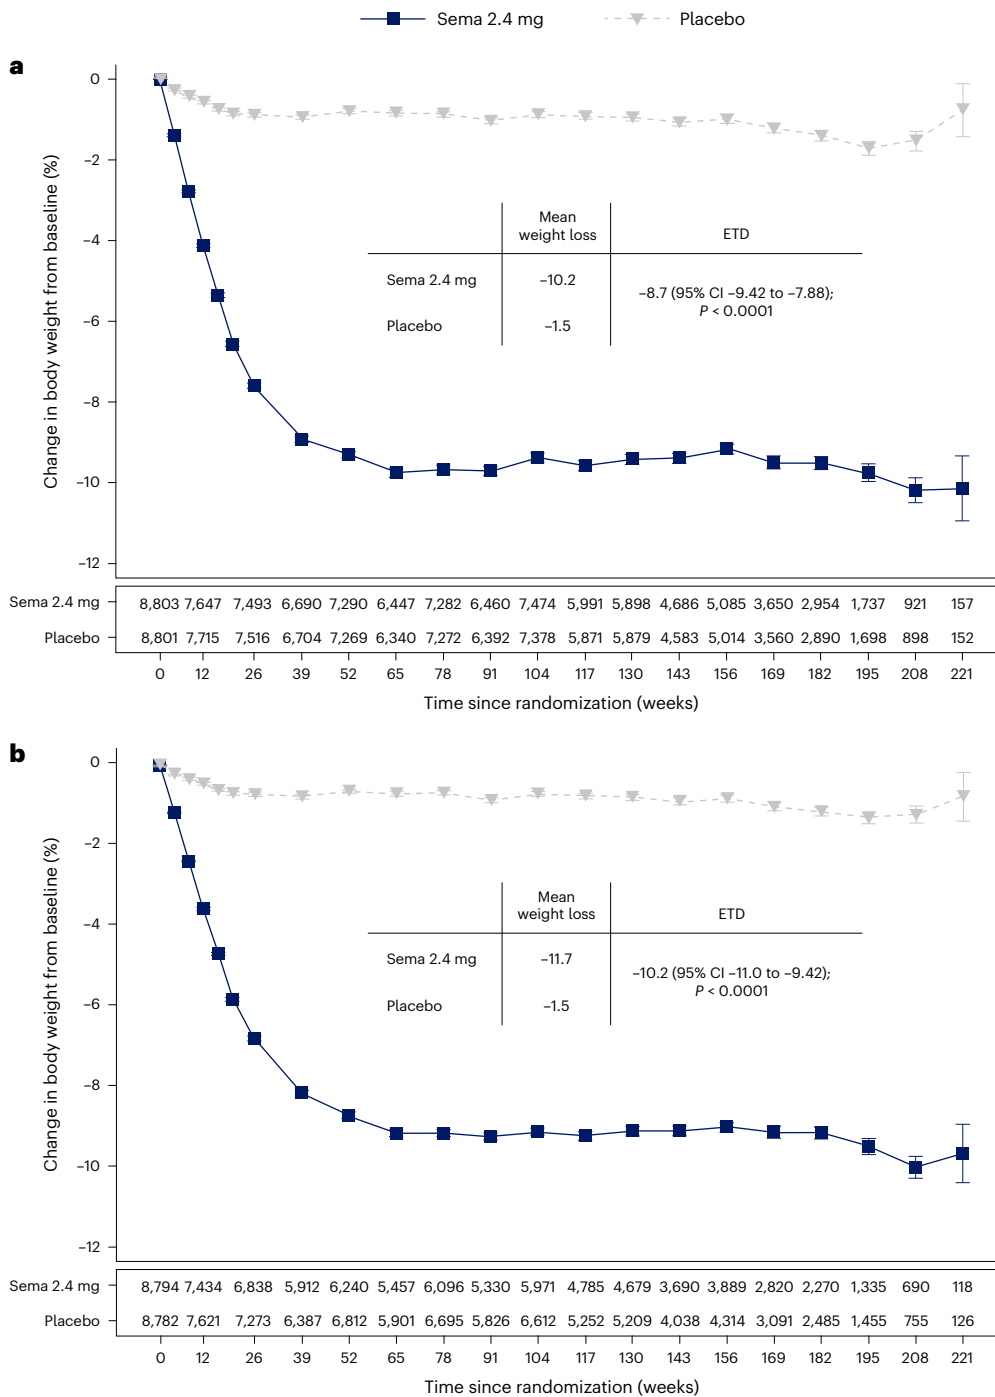 Sema 2.4 mg Placebo
a
Change in body weight from baseline (%)
0
–2
–4
–6
–8
–10
–12
Mean weight loss ETD
Sema 2.4 mg –10.2 –8.7 (95% CI –9.42 to –7.88); P < 0.0001
Placebo –1.5
Sema 2.4 mg 8,803 7,647 7,493 6,690 7,290 6,447 7,282 6,460 7,474 5,991 5,898 4,686 5,085 3,650 2,954 1,737 921 157
Placebo 8,801 7,715 7,516 6,704 7,269 6,340 7,272 6,392 7,378 5,871 5,879 4,583 5,014 3,560 2,890 1,698 898 152
0 12 26 39 52 65 78 91 104 117 130 143 156 169 182 195 208 221
Time since randomization (weeks)
b
Change in body weight from baseline (%)
0
–2
–4
–6
–8
–10
–12
Mean weight loss ETD
Sema 2.4 mg –11.7 –10.2 (95% CI –11.0 to –9.42); P < 0.0001
Placebo –1.5
Sema 2.4 mg 8,794 7,434 6,838 5,912 6,240 5,457 6,096 5,330 5,971 4,785 4,679 3,690 3,889 2,820 2,270 1,335 690 118
Placebo 8,782 7,621 7,273 6,387 6,812 5,901 6,695 5,826 6,612 5,252 5,209 4,038 4,314 3,091 2,485 1,455 755 126
0 12 26 39 52 65 78 91 104 117 130 143 156 169 182 195 208 221
Time since randomization (weeks)